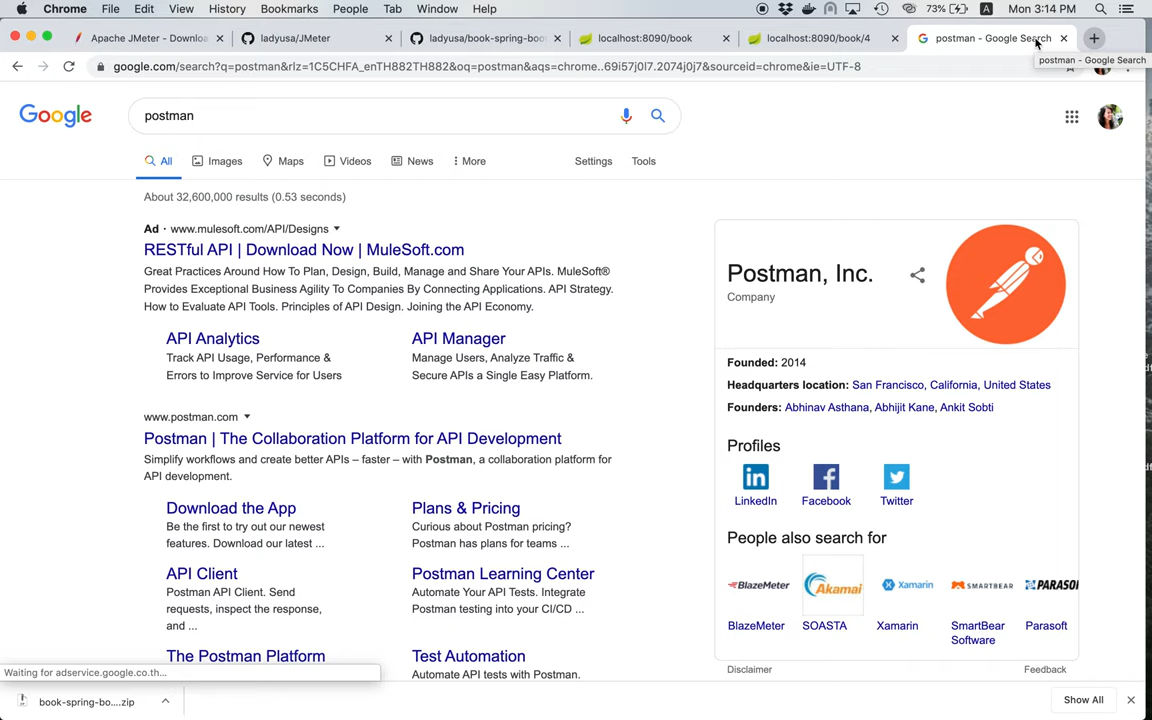 Chrome File Edit View History Bookmarks People Tab Window Help 73% A Mon 3:14 PM
Apache JMeter - Downloa ladyusa/JMeter ladyusa/book-spring-boo localhost:8090/book localhost:8090/book/4 postman - Google Search
google.com/search?q=postman&rlz=1C5CHFA_enTH882TH882&oq=postman&aqs=chrome..69i57j0l7.2074j0j7&sourceid=chrome&ie=UTF-8
postman - Google Search
Google
postman
All Images Maps Videos News More Settings Tools
About 32,600,000 results (0.53 seconds)
Ad · www.mulesoft.com/API/Designs
RESTful API | Download Now | MuleSoft.com
Great Practices Around How To Plan, Design, Build, Manage and Share Your APIs. MuleSoft®
Provides Exceptional Business Agility To Companies By Connecting Applications. API Strategy.
How to Evaluate API Tools. Principles of API Design. Joining the API Economy.
API Analytics
Track API Usage, Performance &
Errors to Improve Service for Users
API Manager
Manage Users, Analyze Traffic &
Secure APIs a Single Easy Platform.
www.postman.com
Postman | The Collaboration Platform for API Development
Simplify workflows and create better APIs – faster – with Postman, a collaboration platform for
API development.
Download the App
Be the first to try out our newest
features. Download our latest ...
Plans & Pricing
Curious about Postman pricing?
Postman has plans for teams ...
API Client
Postman API Client. Send
requests, inspect the response,
and ...
Postman Learning Center
Automate Your API Tests. Integrate
Postman testing into your CI/CD ...
The Postman Platform
Test Automation
Automate API tests with Postman.
Postman, Inc.
Company
Founded: 2014
Headquarters location: San Francisco, California, United States
Founders: Abhinav Asthana, Abhijit Kane, Ankit Sobti
Profiles
LinkedIn Facebook Twitter
People also search for
BlazeMeter Akamai Xamarin SMARTBEAR PARASOF
BlazeMeter SOASTA Xamarin SmartBear Software Parasoft
Disclaimer Feedback
Waiting for adservice.google.co.th...
book-spring-bo....zip
Show All